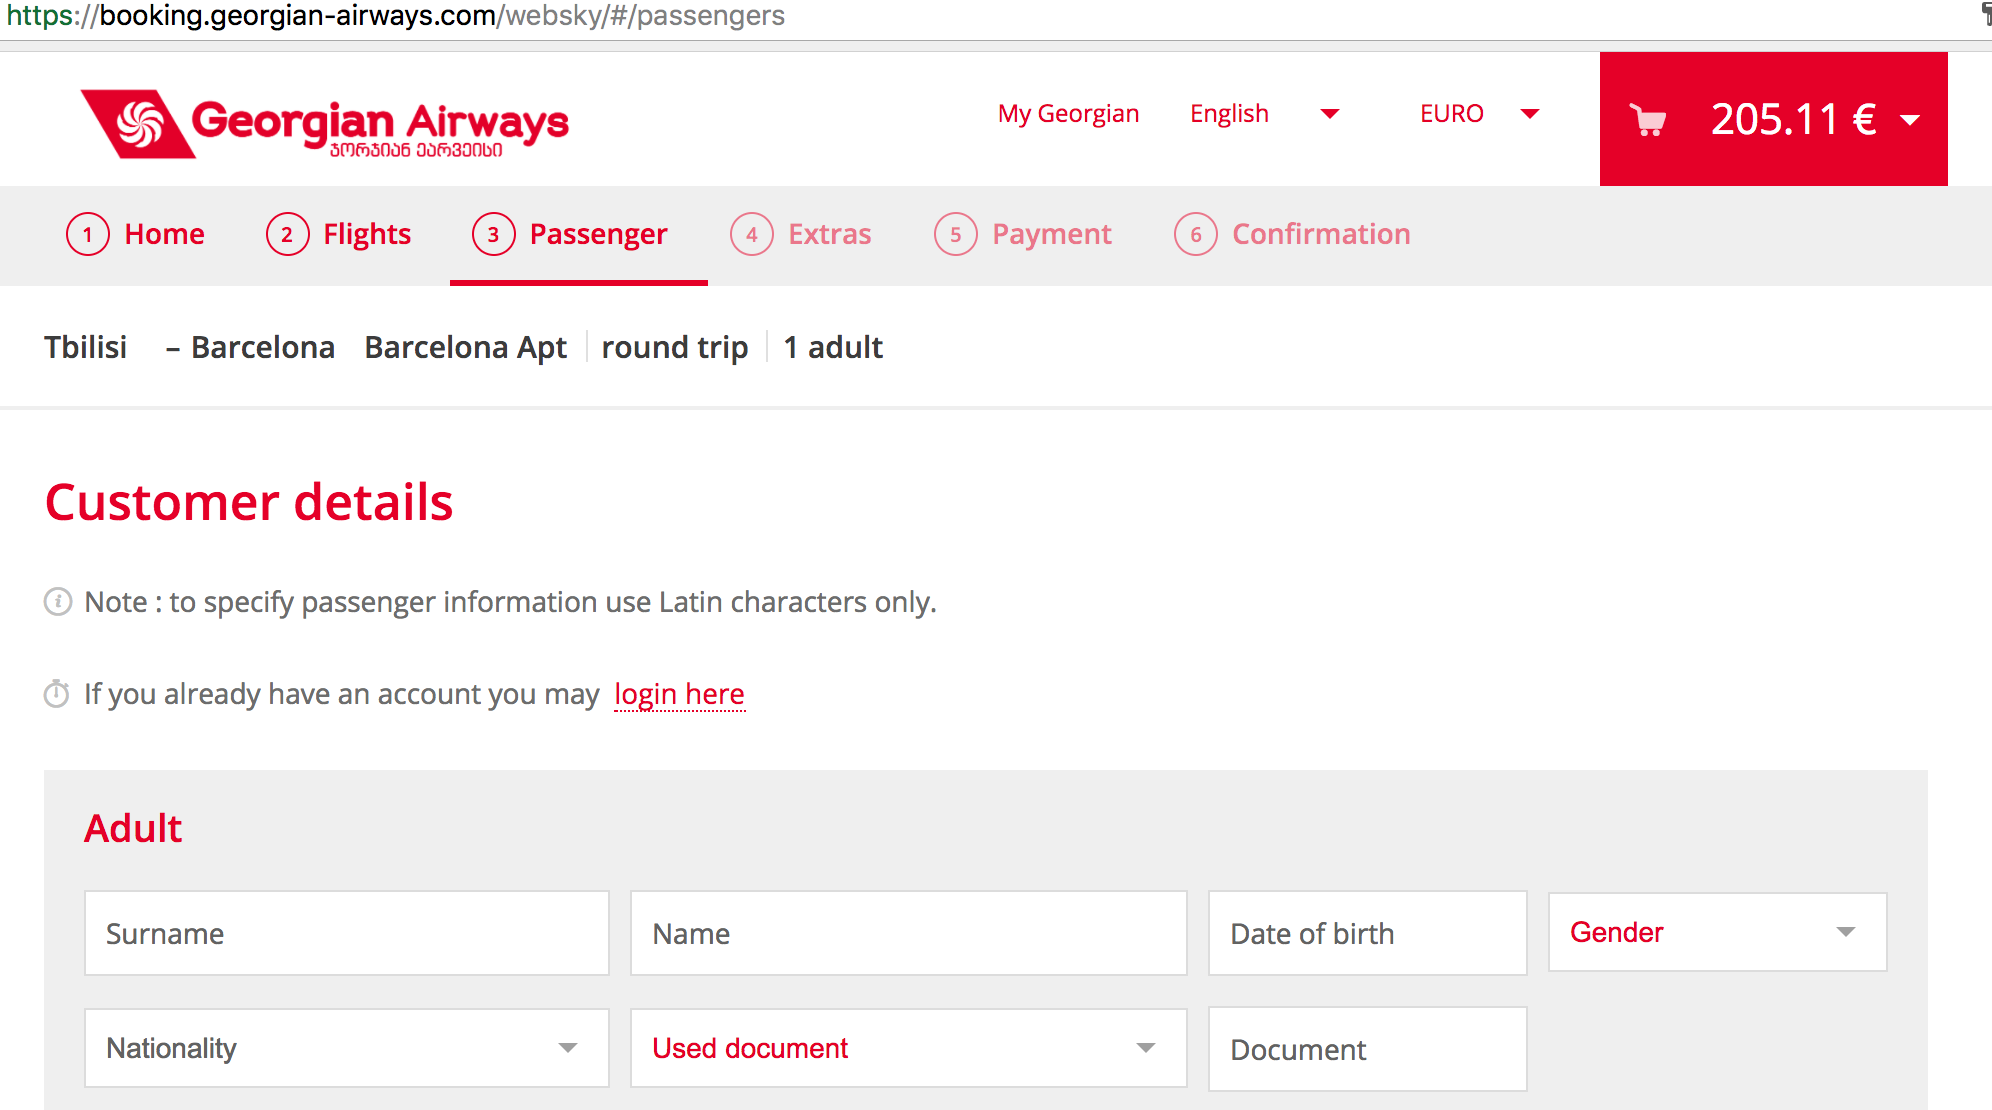 https://booking.georgian-airways.com/websky/#/passengers
Georgian Airways
ჯორჯიან ეარვეისი
My Georgian English EURO 205.11 €
1 Home 2 Flights 3 Passenger 4 Extras 5 Payment 6 Confirmation
Tbilisi – Barcelona Barcelona Apt round trip 1 adult
Customer details
Note : to specify passenger information use Latin characters only.
If you already have an account you may login here
Adult
Surname Name Date of birth Gender
Nationality Used document Document